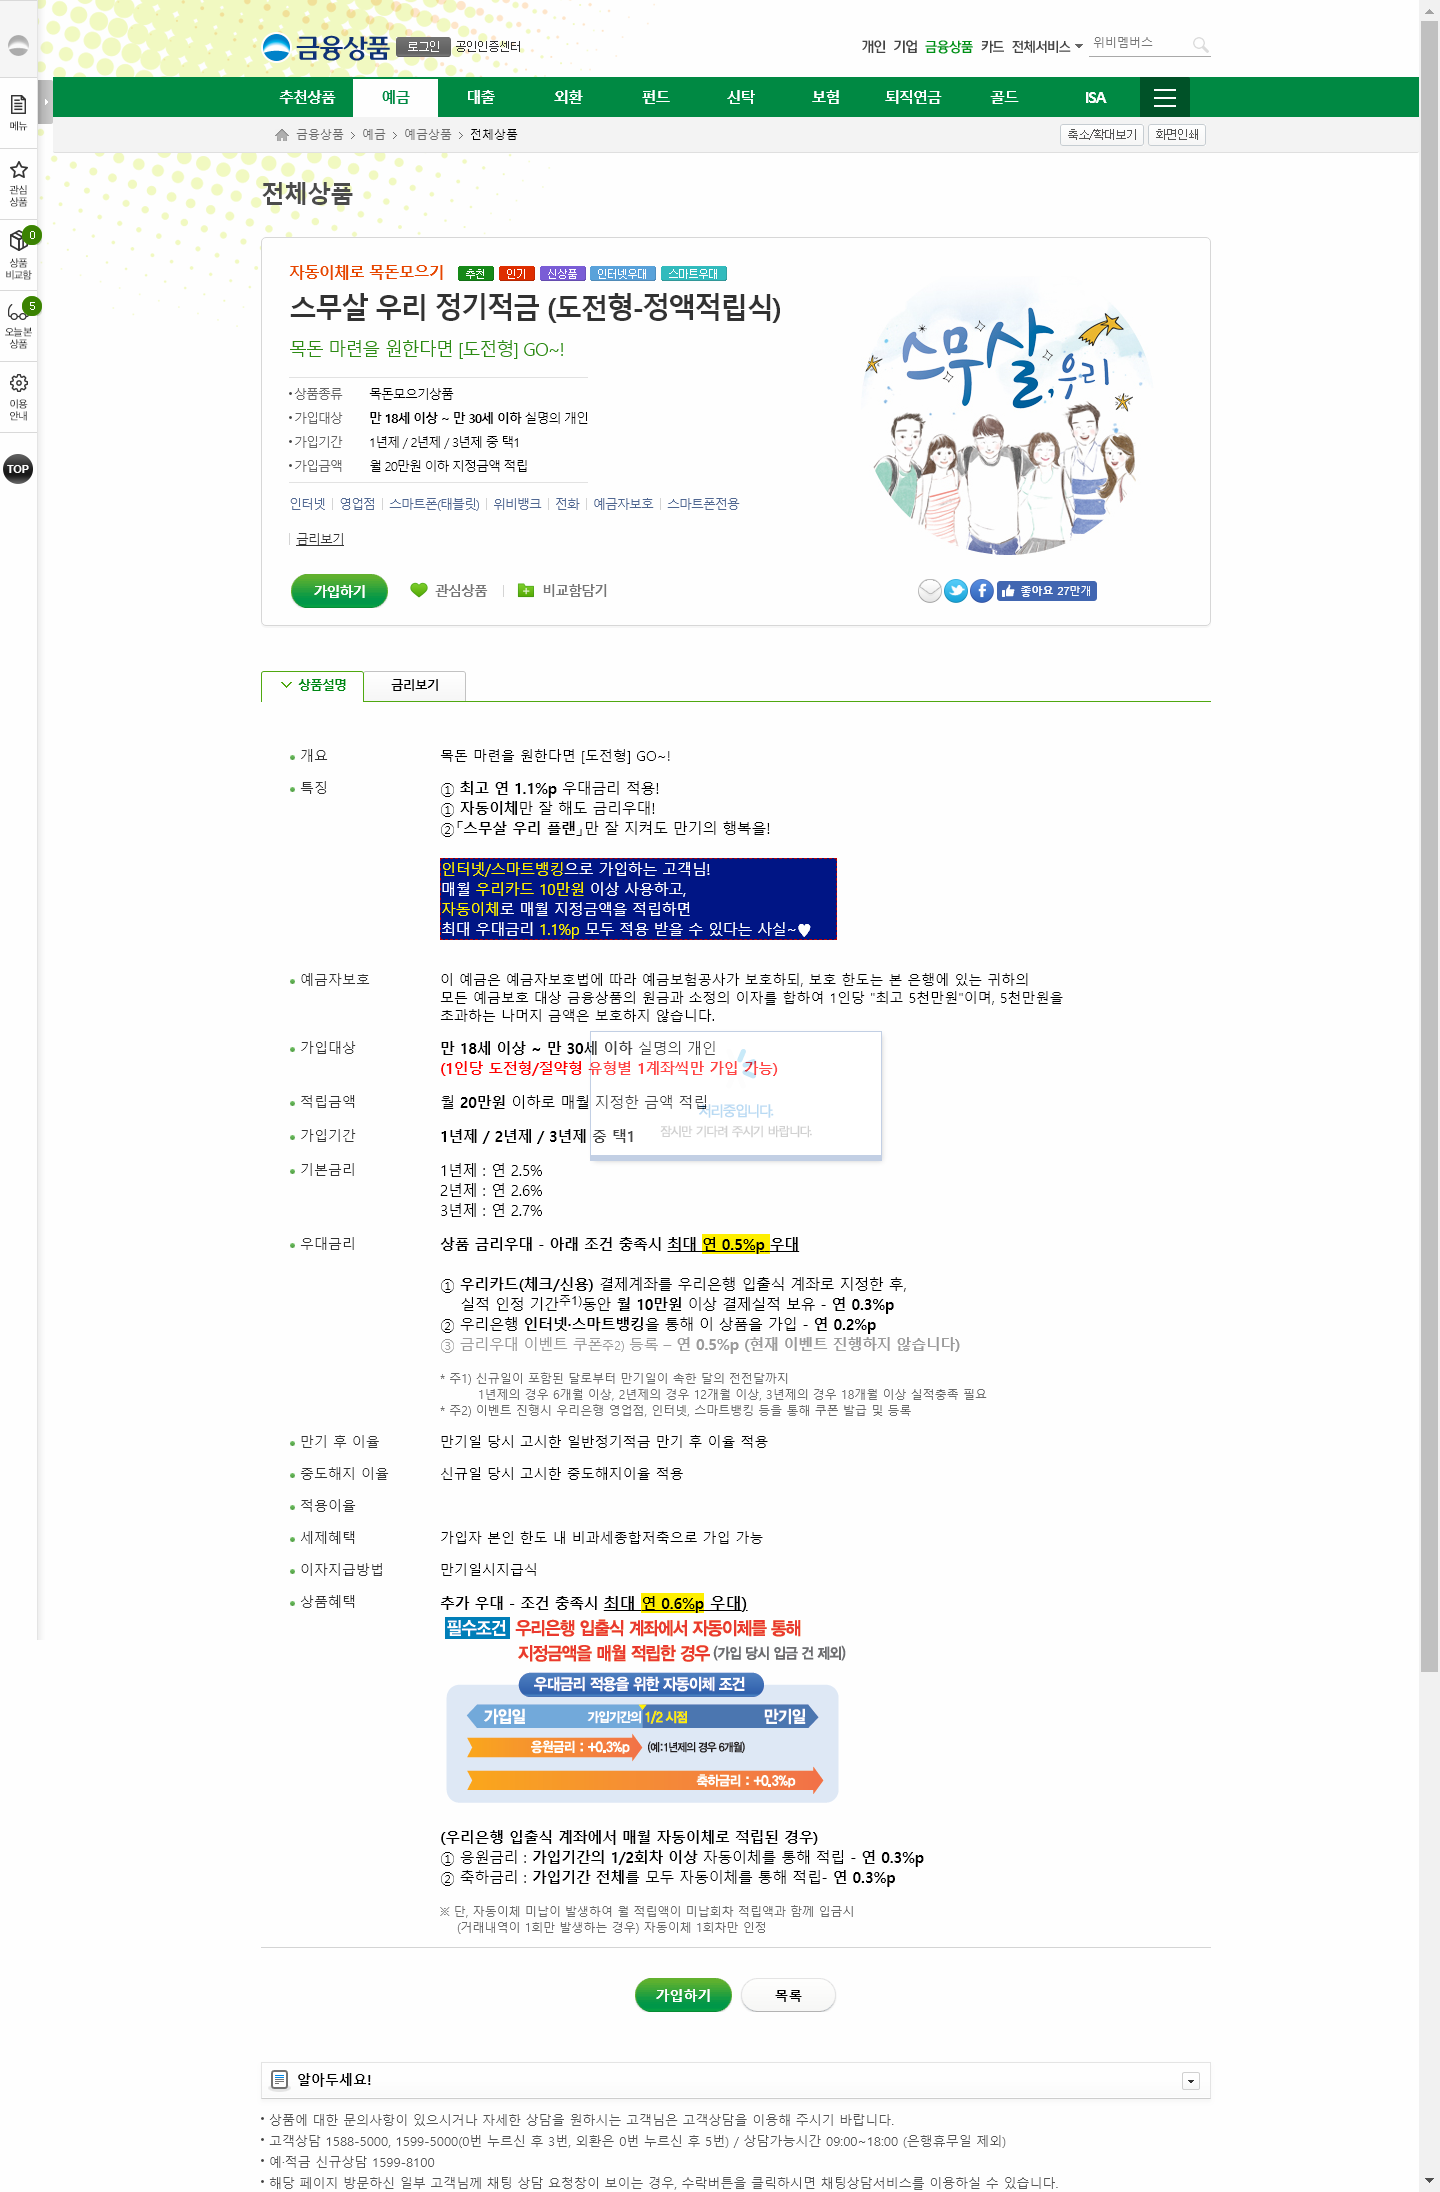 금융상품 로그인 공인인증센터 개인 기업 금융상품 카드 전체서비스 위비멤버스
추천상품 예금 대출 외환 펀드 신탁 보험 퇴직연금 골드 ISA
금융상품 > 예금 > 예금상품 > 전체상품 축소/확대보기 화면인쇄
메뉴
관심
상품
0
상품
비교함
5
오늘본
상품
이용
안내
TOP
전체상품
자동이체로 목돈모으기 추천 인기 신상품 인터넷우대 스마트우대
스무살 우리 정기적금 (도전형-정액적립식)
목돈 마련을 원한다면 [도전형] GO~!
스무살, 우리
• 상품종류 목돈모으기상품
• 가입대상 만 18세 이상 ~ 만 30세 이하 실명의 개인
• 가입기간 1년제 / 2년제 / 3년제 중 택1
• 가입금액 월 20만원 이하 지정금액 적립
인터넷 | 영업점 | 스마트폰(태블릿) | 위비뱅크 | 전화 | 예금자보호 | 스마트폰전용
| 금리보기
가입하기 관심상품 | 비교함담기 좋아요 27만개
상품설명 금리보기
개요 목돈 마련을 원한다면 [도전형] GO~!
특징 ① 최고 연 1.1%p 우대금리 적용!
① 자동이체만 잘 해도 금리우대!
②「스무살 우리 플랜」만 잘 지켜도 만기의 행복을!
인터넷/스마트뱅킹으로 가입하는 고객님!
매월 우리카드 10만원 이상 사용하고,
자동이체로 매월 지정금액을 적립하면
최대 우대금리 1.1%p 모두 적용 받을 수 있다는 사실~♥
예금자보호 이 예금은 예금자보호법에 따라 예금보험공사가 보호하되, 보호 한도는 본 은행에 있는 귀하의
모든 예금보호 대상 금융상품의 원금과 소정의 이자를 합하여 1인당 "최고 5천만원"이며, 5천만원을
초과하는 나머지 금액은 보호하지 않습니다.
가입대상 만 18세 이상 ~ 만 30세 이하 실명의 개인
(1인당 도전형/절약형 유형별 1계좌씩만 가입 가능)
적립금액 월 20만원 이하로 매월 지정한 금액 적립
처리중입니다.
잠시만 기다려 주시기 바랍니다.
가입기간 1년제 / 2년제 / 3년제 중 택1
기본금리 1년제 : 연 2.5%
2년제 : 연 2.6%
3년제 : 연 2.7%
우대금리 상품 금리우대 - 아래 조건 충족시 최대 연 0.5%p 우대
① 우리카드(체크/신용) 결제계좌를 우리은행 입출식 계좌로 지정한 후,
실적 인정 기간주1)동안 월 10만원 이상 결제실적 보유 - 연 0.3%p
② 우리은행 인터넷·스마트뱅킹을 통해 이 상품을 가입 - 연 0.2%p
③ 금리우대 이벤트 쿠폰주2) 등록 – 연 0.5%p (현재 이벤트 진행하지 않습니다)
* 주1) 신규일이 포함된 달로부터 만기일이 속한 달의 전전달까지
1년제의 경우 6개월 이상, 2년제의 경우 12개월 이상, 3년제의 경우 18개월 이상 실적충족 필요
* 주2) 이벤트 진행시 우리은행 영업점, 인터넷, 스마트뱅킹 등을 통해 쿠폰 발급 및 등록
만기 후 이율 만기일 당시 고시한 일반정기적금 만기 후 이율 적용
중도해지 이율 신규일 당시 고시한 중도해지이율 적용
적용이율
세제혜택 가입자 본인 한도 내 비과세종합저축으로 가입 가능
이자지급방법 만기일시지급식
상품혜택 추가 우대 - 조건 충족시 최대 연 0.6%p 우대)
필수조건 우리은행 입출식 계좌에서 자동이체를 통해
지정금액을 매월 적립한 경우 (가입 당시 입금 건 제외)
우대금리 적용을 위한 자동이체 조건
가입일 가입기간의 1/2 시점 만기일
응원금리 : +0.3%p (예:1년제의 경우 6개월)
축하금리 : +0.3%p
(우리은행 입출식 계좌에서 매월 자동이체로 적립된 경우)
① 응원금리 : 가입기간의 1/2회차 이상 자동이체를 통해 적립 - 연 0.3%p
② 축하금리 : 가입기간 전체를 모두 자동이체를 통해 적립- 연 0.3%p
※ 단, 자동이체 미납이 발생하여 월 적립액이 미납회차 적립액과 함께 입금시
(거래내역이 1회만 발생하는 경우) 자동이체 1회차만 인정
가입하기 목록
알아두세요!
• 상품에 대한 문의사항이 있으시거나 자세한 상담을 원하시는 고객님은 고객상담을 이용해 주시기 바랍니다.
• 고객상담 1588-5000, 1599-5000(0번 누르신 후 3번, 외환은 0번 누르신 후 5번) / 상담가능시간 09:00~18:00 (은행휴무일 제외)
• 예·적금 신규상담 1599-8100
• 해당 페이지 방문하신 일부 고객님께 채팅 상담 요청창이 보이는 경우, 수락버튼을 클릭하시면 채팅상담서비스를 이용하실 수 있습니다.